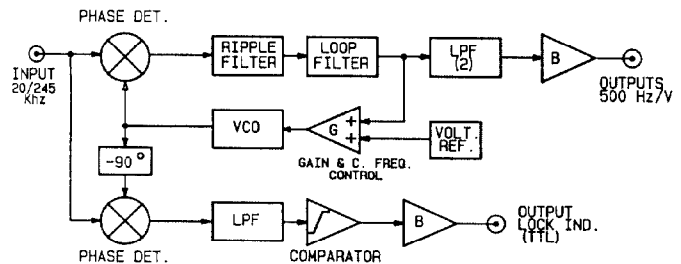 PHASE DET.
INPUT
20/245
Khz
RIPPLE
FILTER
LOOP
FILTER
LPF
(2)
B
OUTPUTS
500 Hz/V
VCO
G
+
+
VOLT.
REF.
GAIN & C. FREQ.
CONTROL
-90°
PHASE DET.
LPF
COMPARATOR
B
OUTPUT
LOCK IND.
(TTL)